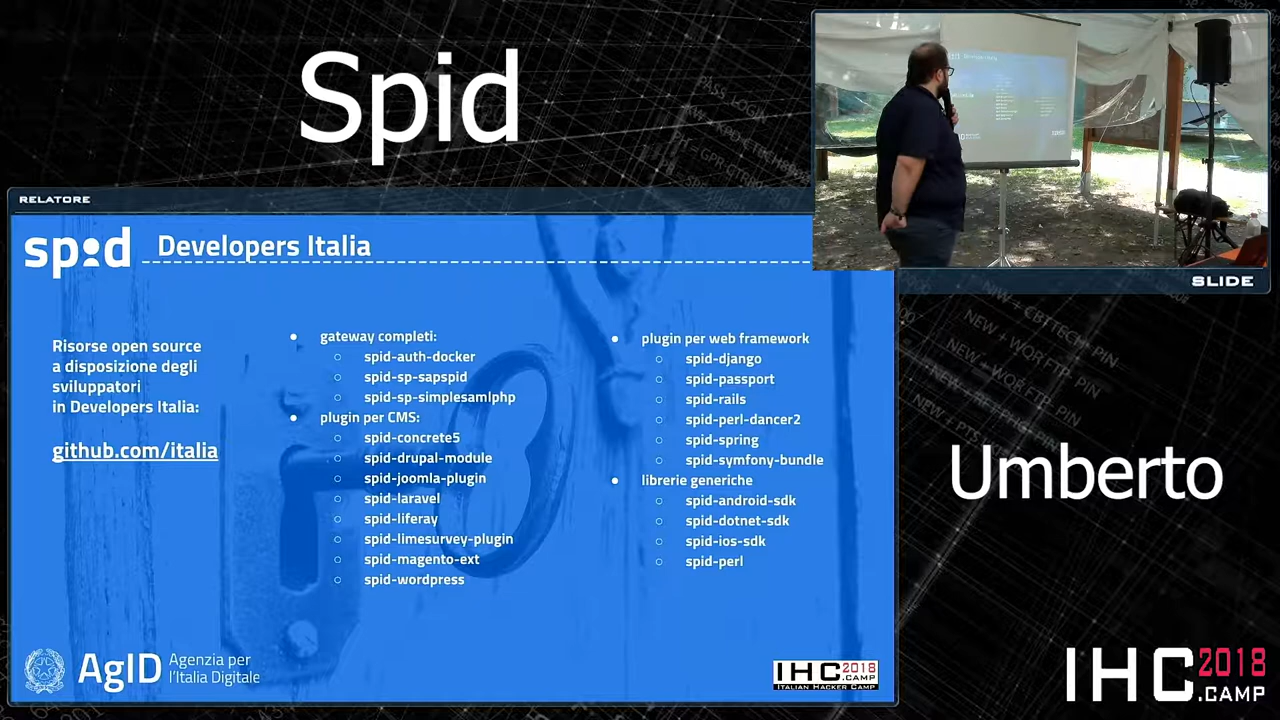 Spid
RELATORE
SLIDE
spid
Developers Italia
Risorse open source
a disposizione degli
sviluppatori
in Developers Italia:
github.com/italia
gateway completi:
spid-auth-docker
spid-sp-sapspid
spid-sp-simplesamlphp
plugin per CMS:
spid-concrete5
spid-drupal-module
spid-joomla-plugin
spid-laravel
spid-liferay
spid-limesurvey-plugin
spid-magento-ext
spid-wordpress
plugin per web framework
spid-django
spid-passport
spid-rails
spid-perl-dancer2
spid-spring
spid-symfony-bundle
librerie generiche
spid-android-sdk
spid-dotnet-sdk
spid-ios-sdk
spid-perl
AgID
Agenzia per
l'Italia Digitale
IHC 2018 .CAMP
ITALIAN HACKER CAMP
Umberto
IHC 2018 .CAMP